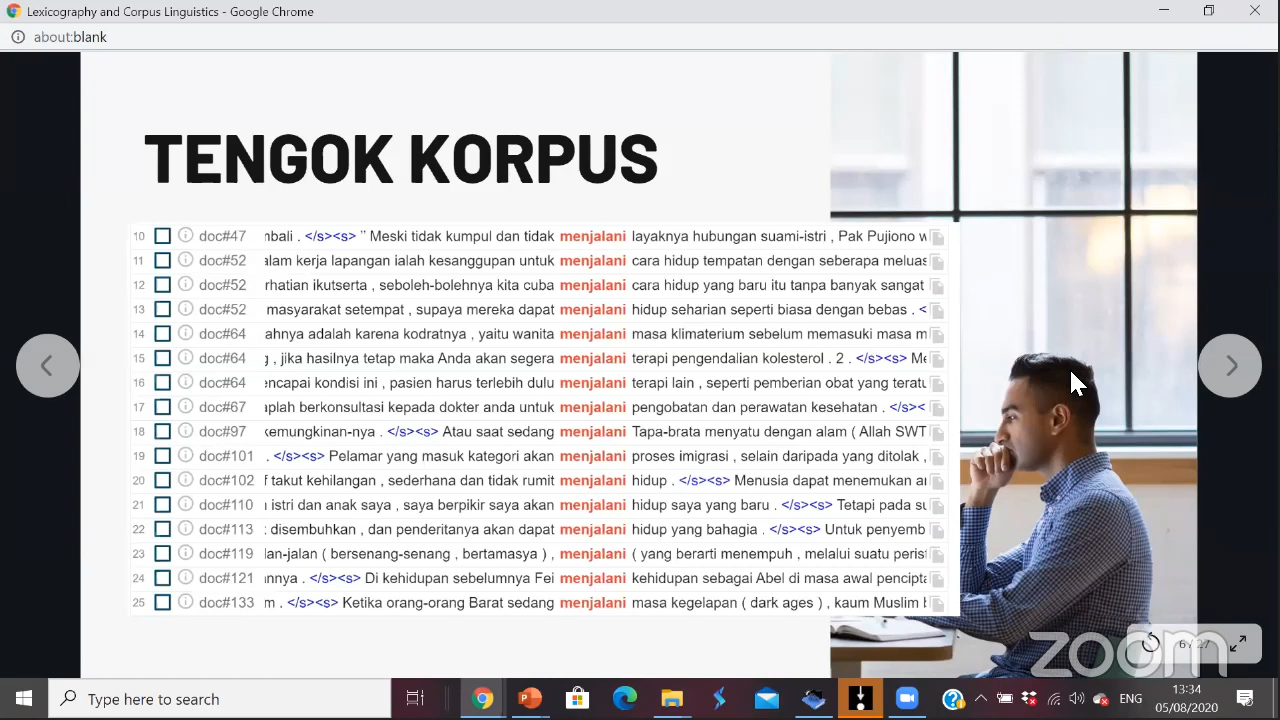 Lexicography and Corpus Linguistics - Google Chrome
about:blank
TENGOK KORPUS
10 doc#47 nbali . </s><s> " Meski tidak kumpul dan tidak menjalani layaknya hubungan suami-istri , Pak Pujiono w
11 doc#52 alam kerja lapangan ialah kesanggupan untuk menjalani cara hidup tempatan dengan seberapa meluas
12 doc#52 erhatian ikutserta , seboleh-bolehnya kita cuba menjalani cara hidup yang baru itu tanpa banyak sangat
13 doc#52 masyarakat setempat , supaya mereka dapat menjalani hidup seharian seperti biasa dengan bebas . <
14 doc#64 ahnya adalah karena kodratnya , yaitu wanita menjalani masa klimaterium sebelum memasuki masa m
15 doc#64 g , jika hasilnya tetap maka Anda akan segera menjalani terapi pengendalian kolesterol . 2 . </s><s> Me
16 doc#64 encapai kondisi ini , pasien harus terlebih dulu menjalani terapi lain , seperti pemberian obat yang teratu
17 doc#67 aplah berkonsultasi kepada dokter anda untuk menjalani pengobatan dan perawatan kesehatan . </s><
18 doc#97 kemungkinan-nya . </s><s> Atau saat sedang menjalani Tapa-brata menyatu dengan alam ( Allah SWT
19 doc#101 . </s><s> Pelamar yang masuk kategori akan menjalani proses imigrasi , selain daripada yang ditolak ,
20 doc#102 f takut kehilangan , sederhana dan tidak rumit menjalani hidup . </s><s> Menusia dapat menemukan ar
21 doc#110 istri dan anak saya , saya berpikir saya akan menjalani hidup saya yang baru . </s><s> Tetapi pada su
22 doc#113 disembuhkan , dan penderitanya akan dapat menjalani hidup yang bahagia . </s><s> Untuk penyemb
23 doc#119 lan-jalan ( bersenang-senang , bertamasya ) , menjalani ( yang berarti menempuh , melalui suatu peris
24 doc#121 nnya . </s><s> Di kehidupan sebelumnya Fei menjalani kehidupan sebagai Abel di masa awal pencipta
25 doc#133 m . </s><s> Ketika orang-orang Barat sedang menjalani masa kegelapan ( dark ages ) , kaum Muslim
zoom
Type here to search
ENG
13:34
05/08/2020